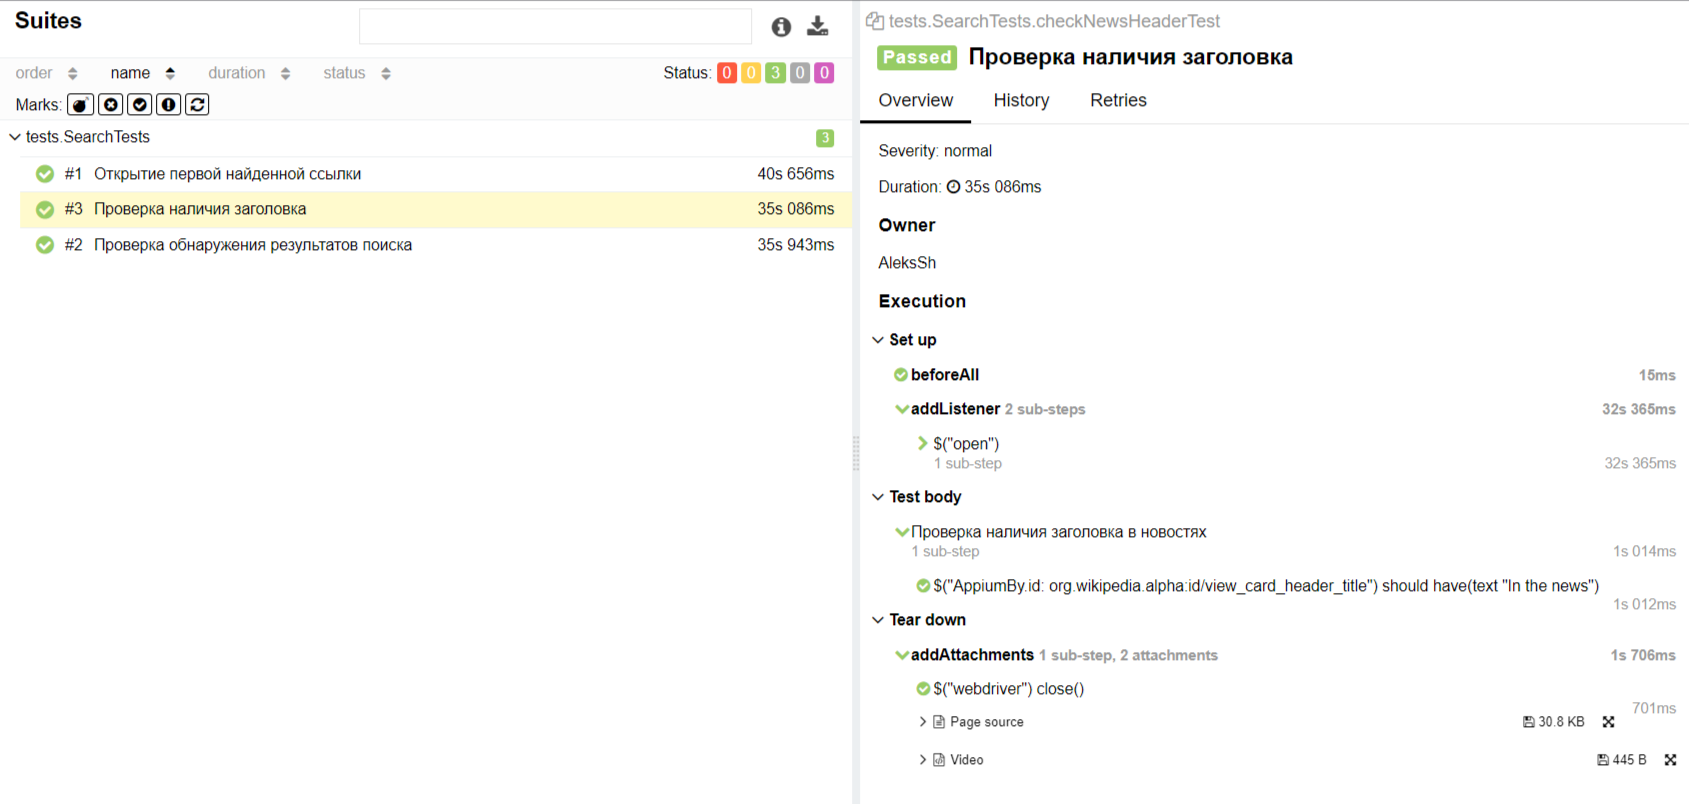 Suites
order name duration status Status: 0 0 3 0 0
Marks:
tests.SearchTests 3
#1 Открытие первой найденной ссылки 40s 656ms
#3 Проверка наличия заголовка 35s 086ms
#2 Проверка обнаружения результатов поиска 35s 943ms
tests.SearchTests.checkNewsHeaderTest
Passed Проверка наличия заголовка
Overview History Retries
Severity: normal
Duration: 35s 086ms
Owner
AleksSh
Execution
Set up
beforeAll 15ms
addListener 2 sub-steps 32s 365ms
$("open")
1 sub-step 32s 365ms
Test body
Проверка наличия заголовка в новостях
1 sub-step 1s 014ms
$("AppiumBy.id: org.wikipedia.alpha:id/view_card_header_title") should have(text "In the news")
1s 012ms
Tear down
addAttachments 1 sub-step, 2 attachments 1s 706ms
$("webdriver") close()
701ms
Page source 30.8 KB
Video 445 B